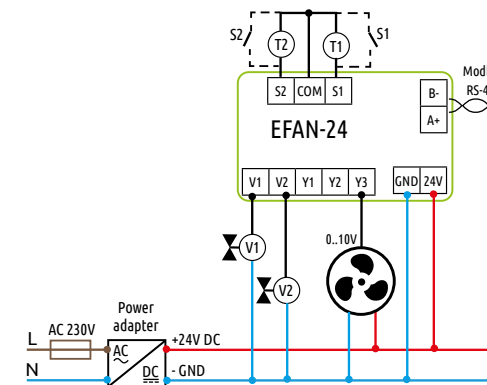 S2 T2 T1 S1
S2 COM S1
B-
A+
RS-4
EFAN-24
V1 V2 Y1 Y2 Y3 GND 24V
0..10V
V1
V2
Power
adapter
L AC 230V +24V DC
AC
N DC - GND